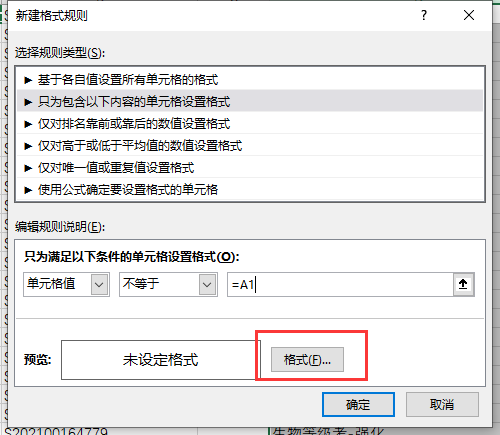 新建格式规则
?
选择规则类型(S):
► 基于各自值设置所有单元格的格式
► 只为包含以下内容的单元格设置格式
► 仅对排名靠前或靠后的数值设置格式
► 仅对高于或低于平均值的数值设置格式
► 仅对唯一值或重复值设置格式
► 使用公式确定要设置格式的单元格
编辑规则说明(E):
只为满足以下条件的单元格设置格式(O):
单元格值 不等于 =A1
预览: 未设定格式 格式(F)...
确定 取消
S202100164779 生物等级考-强化